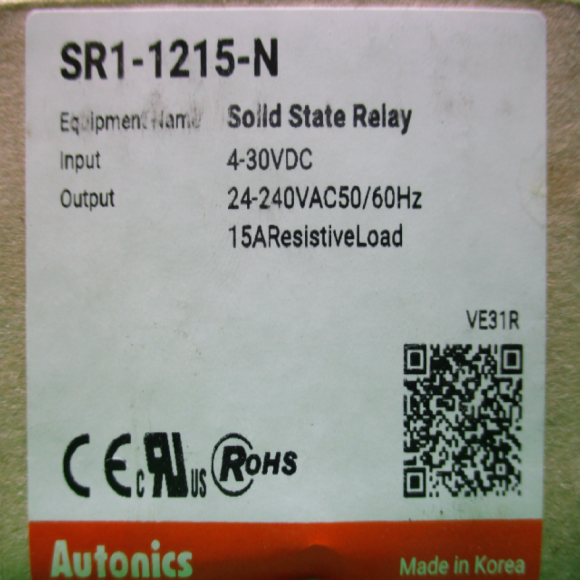 SR1-1215-N
Equipment Name Solid State Relay
Input 4-30VDC
Output 24-240VAC50/60Hz
15AResistiveLoad
VE31R
CE c RU US RoHS
Autonics
Made in Korea